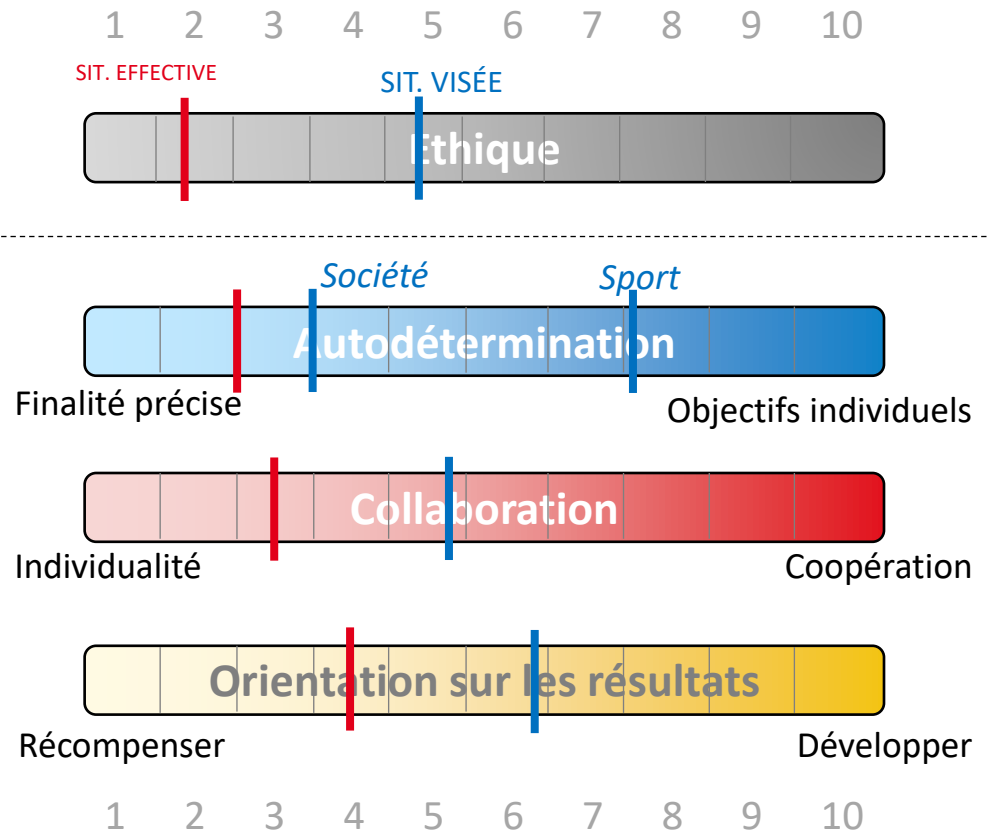 1 2 3 4 5 6 7 8 9 10
SIT. EFFECTIVE
SIT. VISÉE
Ethique
Société
Sport
Autodétermination
Finalité précise
Objectifs individuels
Collaboration
Individualité
Coopération
Orientation sur les résultats
Récompenser
Développer
1 2 3 4 5 6 7 8 9 10